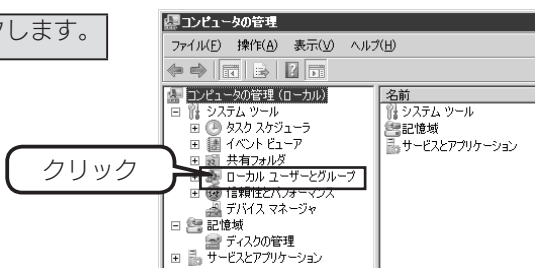 クします。
コンピュータの管理
ファイル(F) 操作(A) 表示(V) ヘルプ(H)
コンピュータの管理 (ローカル)
システム ツール
タスク スケジューラ
イベント ビューア
共有フォルダ
ローカル ユーザーとグループ
信頼性とパフォーマンス
デバイス マネージャ
記憶域
ディスクの管理
サービスとアプリケーション
クリック
名前
システム ツール
記憶域
サービスとアプリケーション